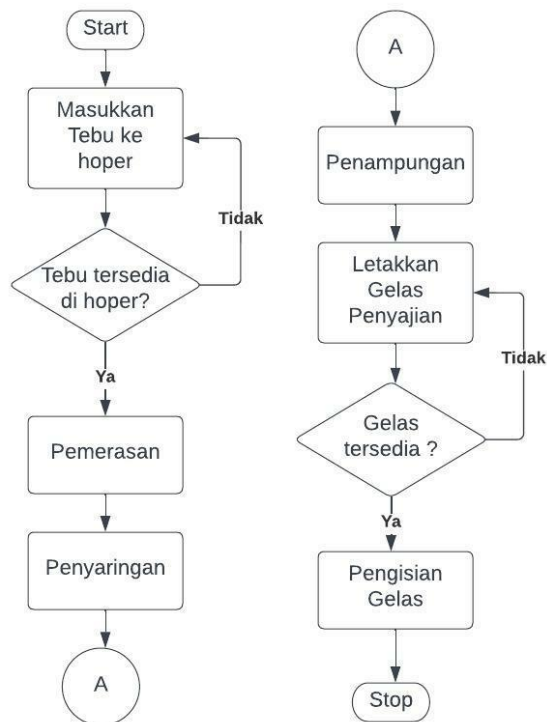 Start
Masukkan
Tebu ke
hoper
Tidak
Tebu tersedia
di hoper?
Ya
Pemerasan
Penyaringan
A
A
Penampungan
Letakkan
Gelas
Penyajian
Tidak
Gelas
tersedia ?
Ya
Pengisian
Gelas
Stop